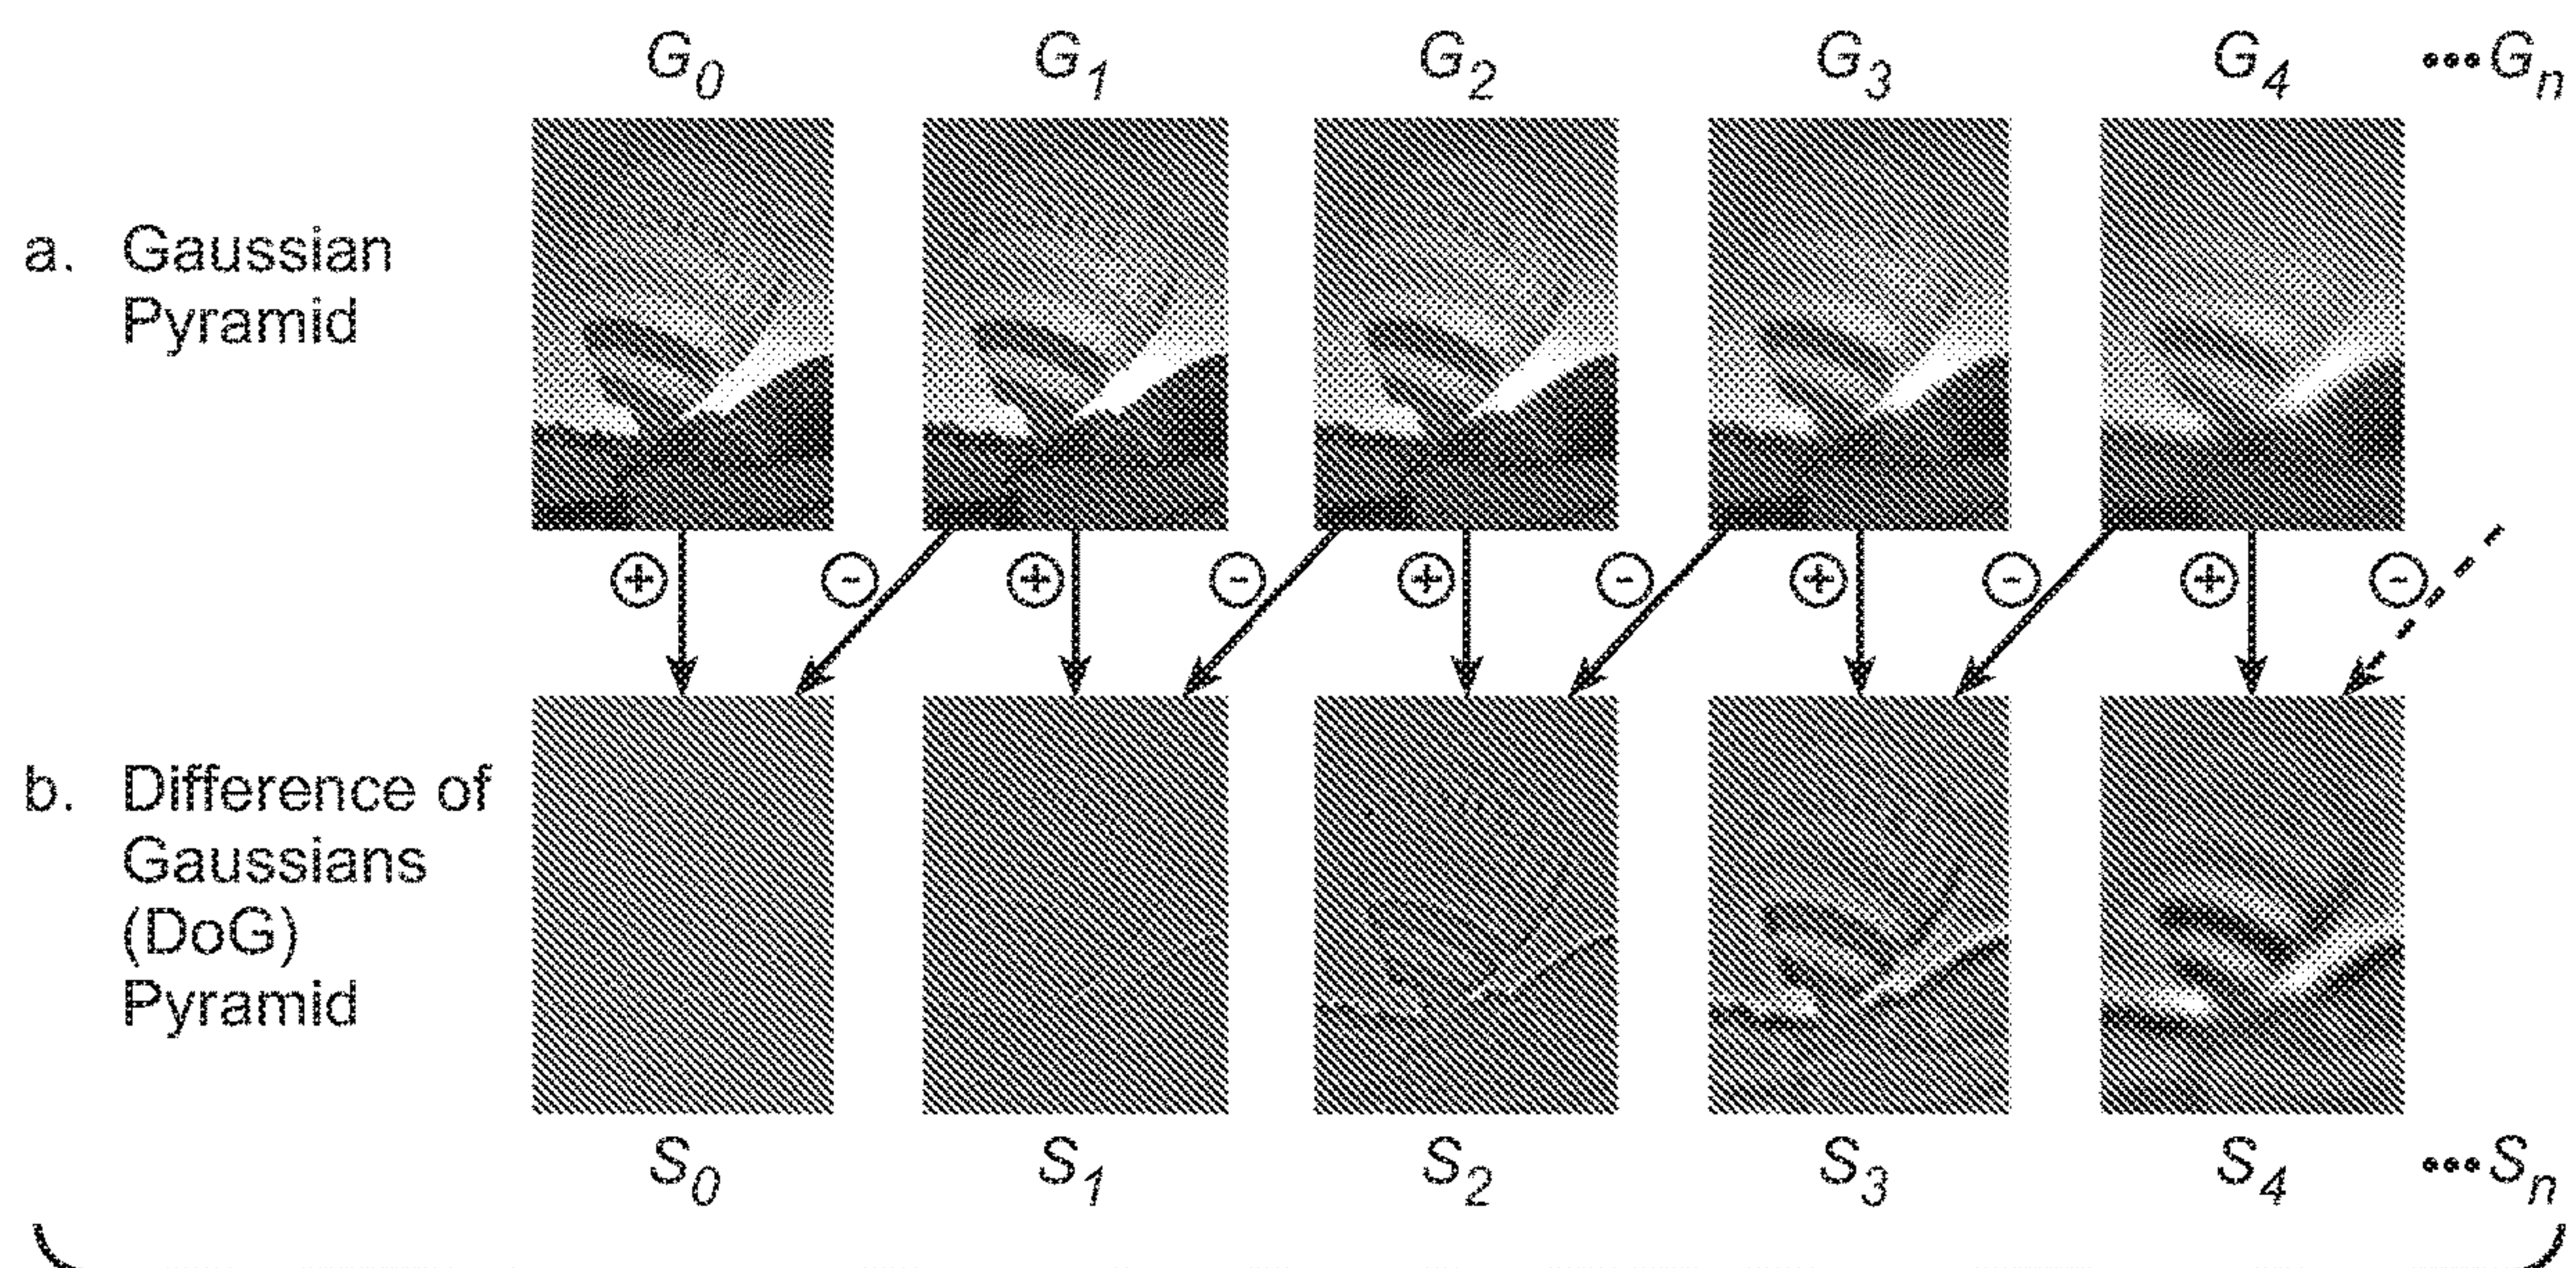 G0 G1 G2 G3 G4 •••Gn
a. Gaussian
Pyramid
+ - + - + - + - + -
b. Difference of
Gaussians
(DoG)
Pyramid
S0 S1 S2 S3 S4 •••Sn